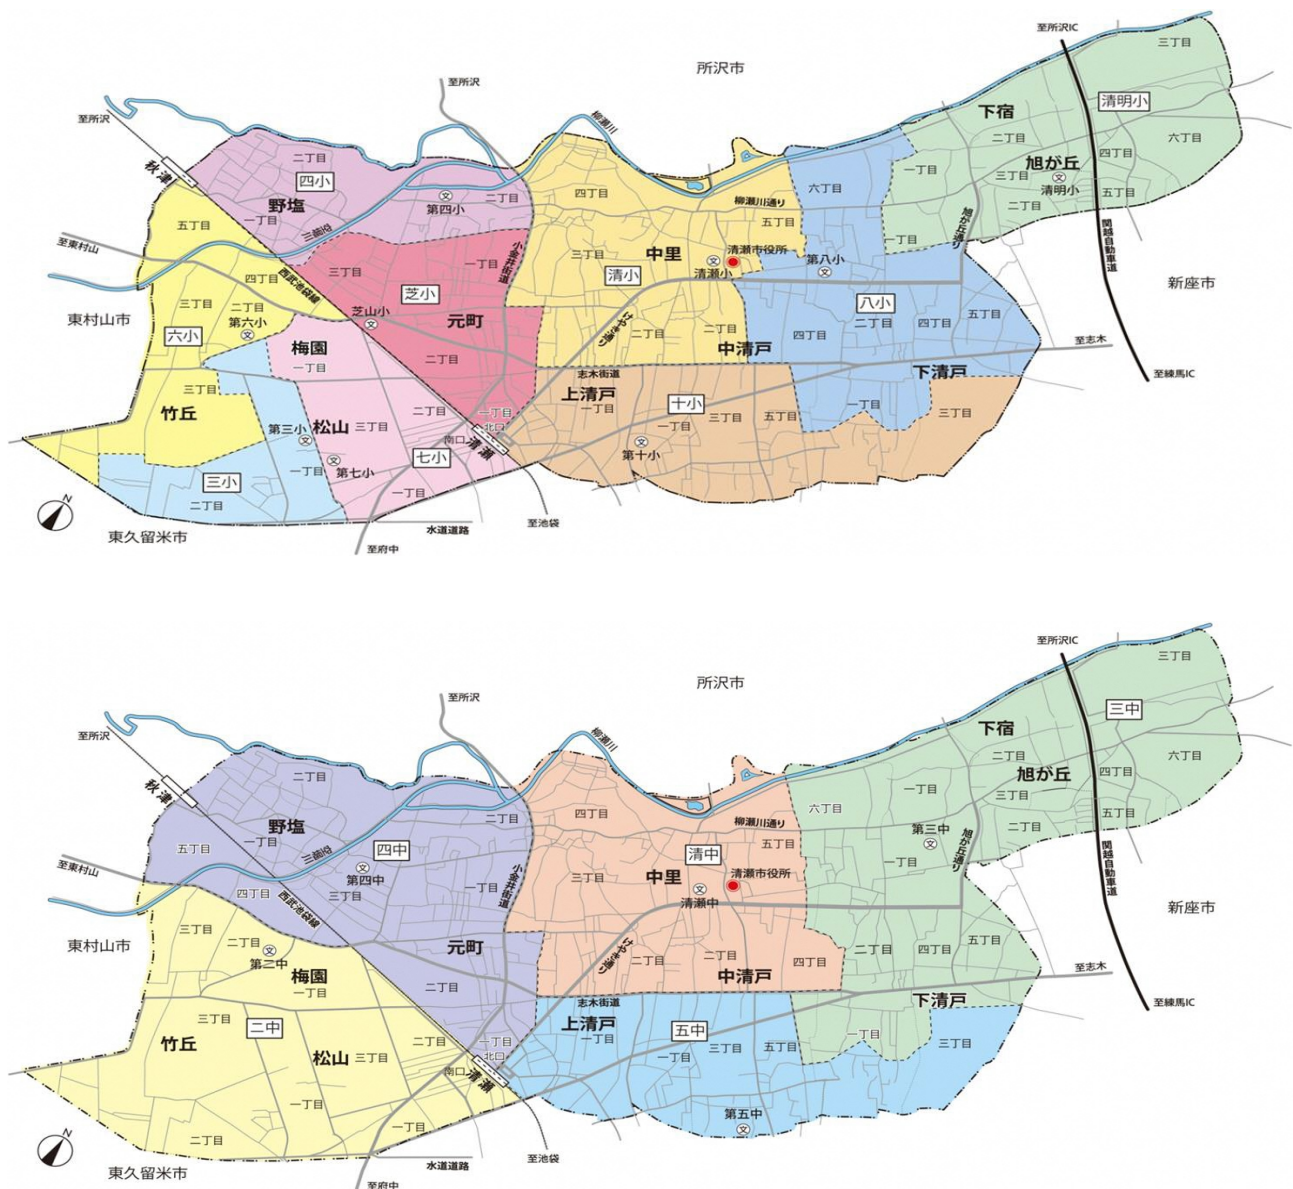 至所沢IC
三丁目
所沢市
至所沢
清明小
下宿
柳瀬川
至所沢
二丁目
六丁目
秋津
二丁目
四小
一丁目
四丁目
旭が丘
三丁目
清明小
六丁目
第四小
二丁目
四丁目
五丁目
二丁目
野塩
柳瀬川通り
五丁目
旭が丘通り
一丁目
五丁目
一丁目
空堀川
小金井街道
関越自動車道
至東村山
中里
清瀬市役所
三丁目
清瀬小
第八小
一丁目
三丁目
四丁目
西武池袋線
清小
新座市
芝小
三丁目
二丁目
八小
東村山市
第六小
芝山小
元町
けやき通り
二丁目
二丁目
四丁目
二丁目
四丁目
五丁目
六小
梅園
中清戸
至志木
一丁目
二丁目
志木街道
下清戸
至練馬IC
三丁目
上清戸
竹丘
二丁目
一丁目
一丁目
十小
一丁目
三丁目
松山
三丁目
北口
三丁目
五丁目
第三小
南口
清瀬
一丁目
七小
第十小
一丁目
第七小
三小
二丁目
一丁目
N
至池袋
水道道路
東久留米市
至府中
至所沢IC
三丁目
所沢市
至所沢
三中
下宿
柳瀬川
至所沢
二丁目
六丁目
旭が丘
四丁目
秋津
二丁目
一丁目
三丁目
六丁目
四丁目
五丁目
二丁目
柳瀬川通り
二丁目
野塩
第三中
旭が丘通り
五丁目
一丁目
四中
清中
五丁目
空堀川
関越自動車道
至東村山
第四中
中里
清瀬市役所
三丁目
小金井街道
一丁目
四丁目
三丁目
西武池袋線
清瀬中
新座市
三丁目
東村山市
二丁目
元町
けやき通り
二丁目
二丁目
四丁目
二丁目
四丁目
五丁目
第二中
梅園
中清戸
至志木
二丁目
一丁目
志木街道
下清戸
至練馬IC
三丁目
上清戸
二中
五中
竹丘
一丁目
一丁目
一丁目
三丁目
松山
三丁目
二丁目
北口
一丁目
三丁目
五丁目
南口
清瀬
一丁目
第五中
一丁目
二丁目
N
至池袋
水道道路
東久留米市
至府中